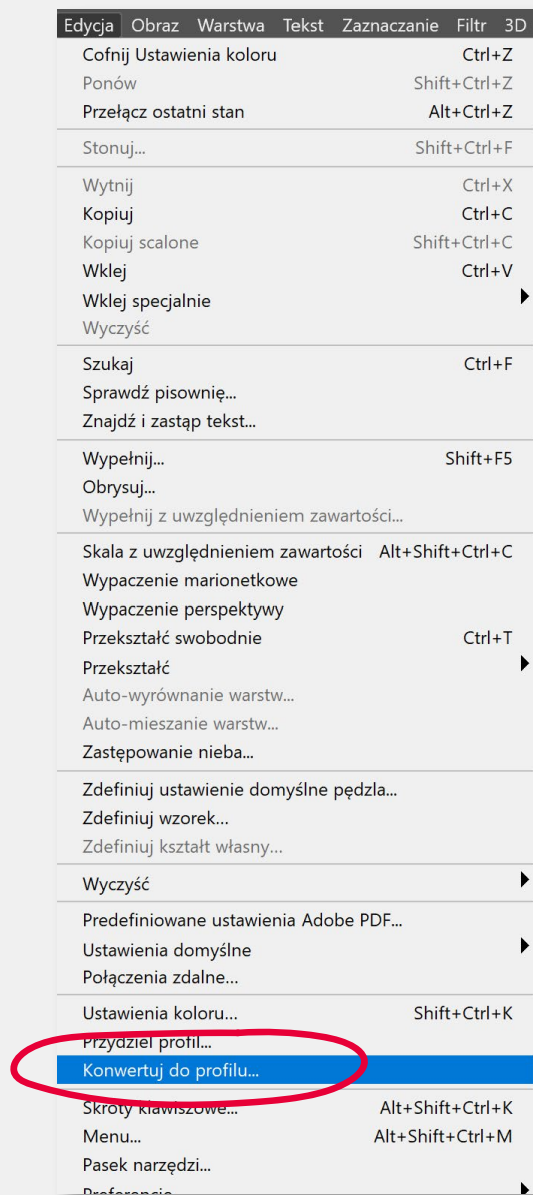 Edycja Obraz Warstwa Tekst Zaznaczanie Filtr 3D
Cofnij Ustawienia koloru Ctrl+Z
Ponów Shift+Ctrl+Z
Przełącz ostatni stan Alt+Ctrl+Z
Stonuj... Shift+Ctrl+F
Wytnij Ctrl+X
Kopiuj Ctrl+C
Kopiuj scalone Shift+Ctrl+C
Wklej Ctrl+V
Wklej specjalnie
Wyczyść
Szukaj Ctrl+F
Sprawdź pisownię...
Znajdź i zastąp tekst...
Wypełnij... Shift+F5
Obrysuj...
Wypełnij z uwzględnieniem zawartości...
Skala z uwzględnieniem zawartości Alt+Shift+Ctrl+C
Wypaczenie marionetkowe
Wypaczenie perspektywy
Przekształć swobodnie Ctrl+T
Przekształć
Auto-wyrównanie warstw...
Auto-mieszanie warstw...
Zastępowanie nieba...
Zdefiniuj ustawienie domyślne pędzla...
Zdefiniuj wzorek...
Zdefiniuj kształt własny...
Wyczyść
Predefiniowane ustawienia Adobe PDF...
Ustawienia domyślne
Połączenia zdalne...
Ustawienia koloru... Shift+Ctrl+K
Przydziel profil...
Konwertuj do profilu...
Skróty klawiszowe... Alt+Shift+Ctrl+K
Menu... Alt+Shift+Ctrl+M
Pasek narzędzi...
Preferencje